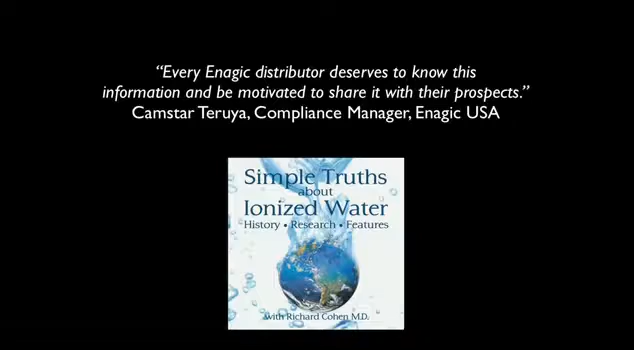 “Every Enagic distributor deserves to know this
information and be motivated to share it with their prospects.”
Camstar Teruya, Compliance Manager, Enagic USA
Simple Truths
about
Ionized Water
History • Research • Features
with Richard Cohen M.D.